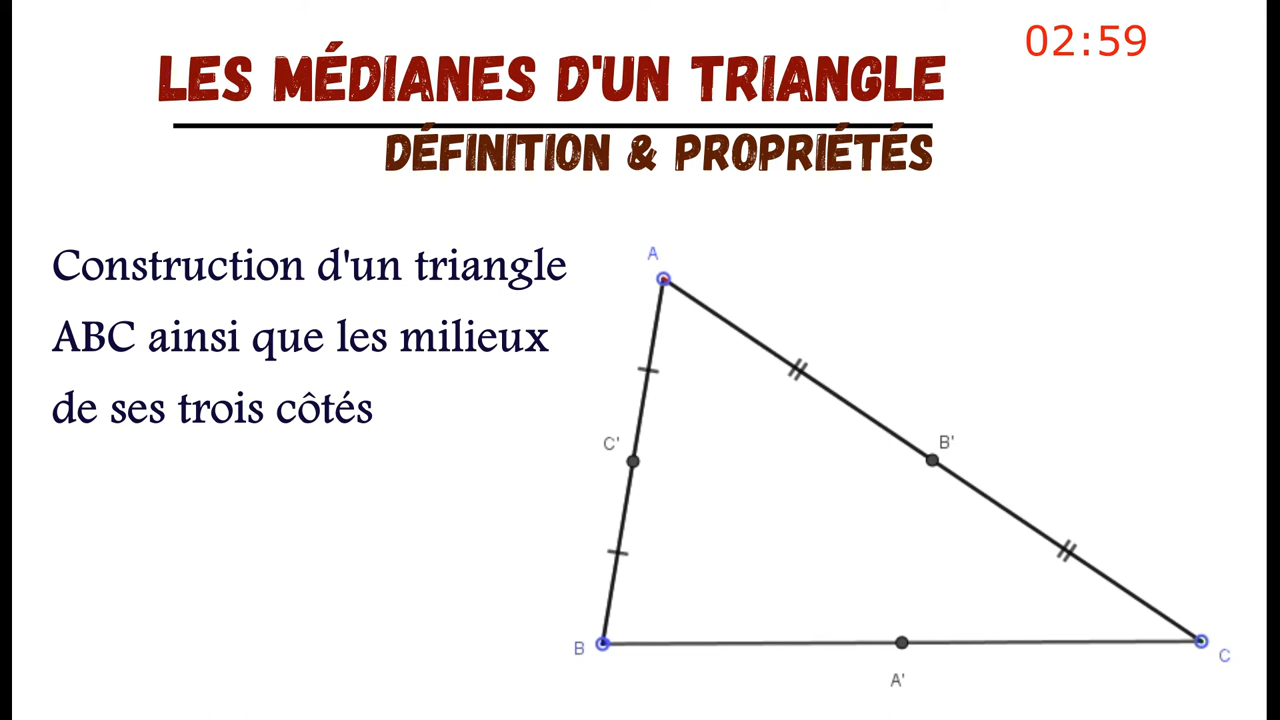 LES MÉDIANES D'UN TRIANGLE
02:59
DÉFINITION & PROPRIÉTÉS
Construction d'un triangle
ABC ainsi que les milieux
de ses trois côtés
A
C'
B'
B
C
A'